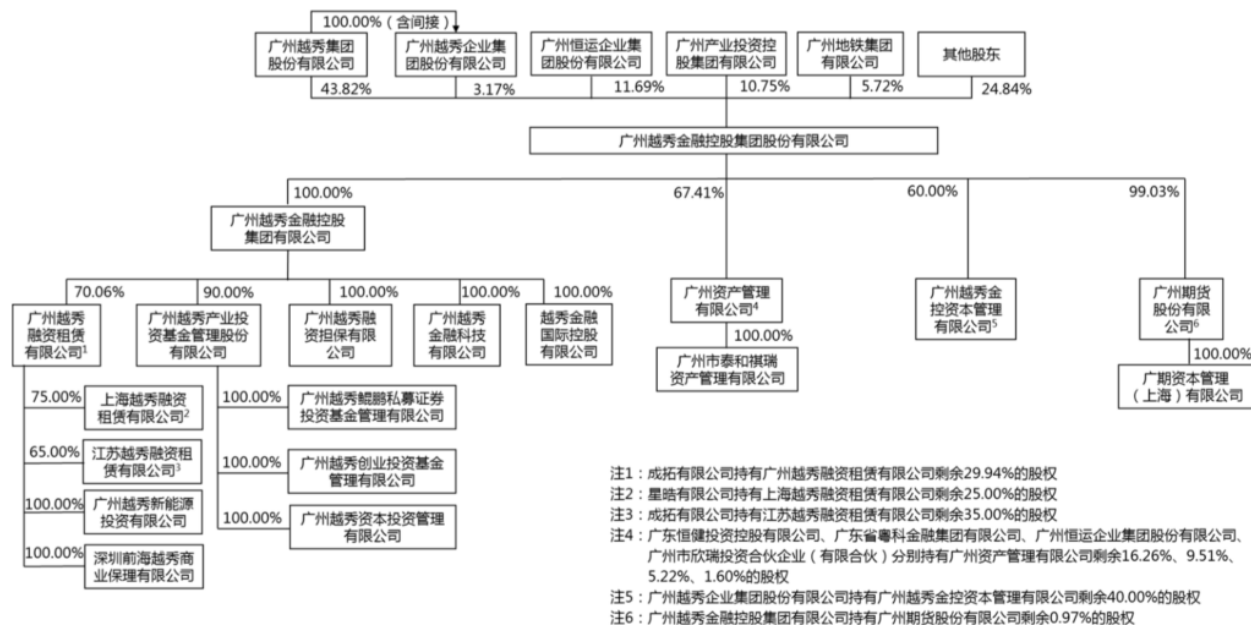 100.00%（含间接）
广州越秀集团
股份有限公司
广州越秀企业集
团股份有限公司
广州恒运企业集
团股份有限公司
广州产业投资控
股集团有限公司
广州地铁集团
有限公司
其他股东
43.82%
3.17%
11.69%
10.75%
5.72%
24.84%
广州越秀金融控股集团股份有限公司
100.00%
67.41%
60.00%
99.03%
广州越秀金融控股
集团有限公司
70.06%
90.00%
100.00%
100.00%
100.00%
广州越秀
融资租赁
有限公司1
广州越秀产业投
资基金管理股份
有限公司
广州越秀融
资担保有限
公司
广州越秀
金融科技有
限公司
越秀金融
国际控股有
限公司
广州资产管理
有限公司4
广州越秀金
控资本管理
有限公司5
广州期货
股份有限
公司6
100.00%
广州市泰和祺瑞
资产管理有限公司
100.00%
广期资本管理
（上海）有限公司
75.00%
上海越秀融资
租赁有限公司2
65.00%
江苏越秀融资租
赁有限公司3
100.00%
广州越秀新能源
投资有限公司
100.00%
深圳前海越秀商
业保理有限公司
100.00%
广州越秀鲲鹏私募证券
投资基金管理有限公司
100.00%
广州越秀创业投资基金
管理有限公司
100.00%
广州越秀资本投资管理
有限公司
注1：成拓有限公司持有广州越秀融资租赁有限公司剩余29.94%的股权
注2：星皓有限公司持有上海越秀融资租赁有限公司剩余25.00%的股权
注3：成拓有限公司持有江苏越秀融资租赁有限公司剩余35.00%的股权
注4：广东恒健投资控股有限公司、广东省粤科金融集团有限公司、广州恒运企业集团股份有限公司、
广州市欣瑞投资合伙企业（有限合伙）分别持有广州资产管理有限公司剩余16.26%、9.51%、
5.22%、1.60%的股权
注5：广州越秀企业集团股份有限公司持有广州越秀金控资本管理有限公司剩余40.00%的股权
注6：广州越秀金融控股集团有限公司持有广州期货股份有限公司剩余0.97%的股权